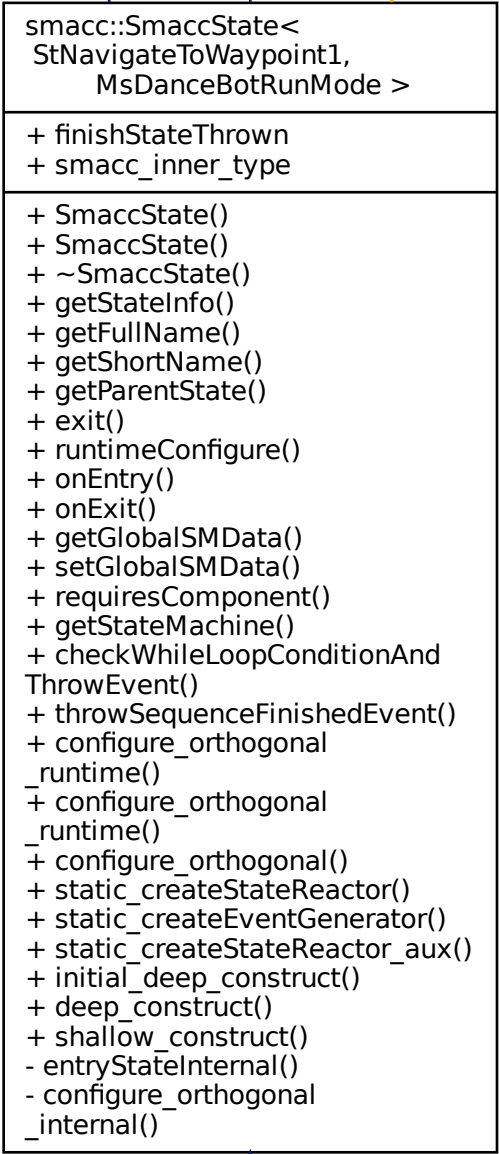 smacc::SmaccState<
StNavigateToWaypoint1,
MsDanceBotRunMode >
+ finishStateThrown
+ smacc_inner_type
+ SmaccState()
+ SmaccState()
+ ~SmaccState()
+ getStateInfo()
+ getFullName()
+ getShortName()
+ getParentState()
+ exit()
+ runtimeConfigure()
+ onEntry()
+ onExit()
+ getGlobalSMData()
+ setGlobalSMData()
+ requiresComponent()
+ getStateMachine()
+ checkWhileLoopConditionAnd
ThrowEvent()
+ throwSequenceFinishedEvent()
+ configure_orthogonal
_runtime()
+ configure_orthogonal
_runtime()
+ configure_orthogonal()
+ static_createStateReactor()
+ static_createEventGenerator()
+ static_createStateReactor_aux()
+ initial_deep_construct()
+ deep_construct()
+ shallow_construct()
- entryStateInternal()
- configure_orthogonal
_internal()